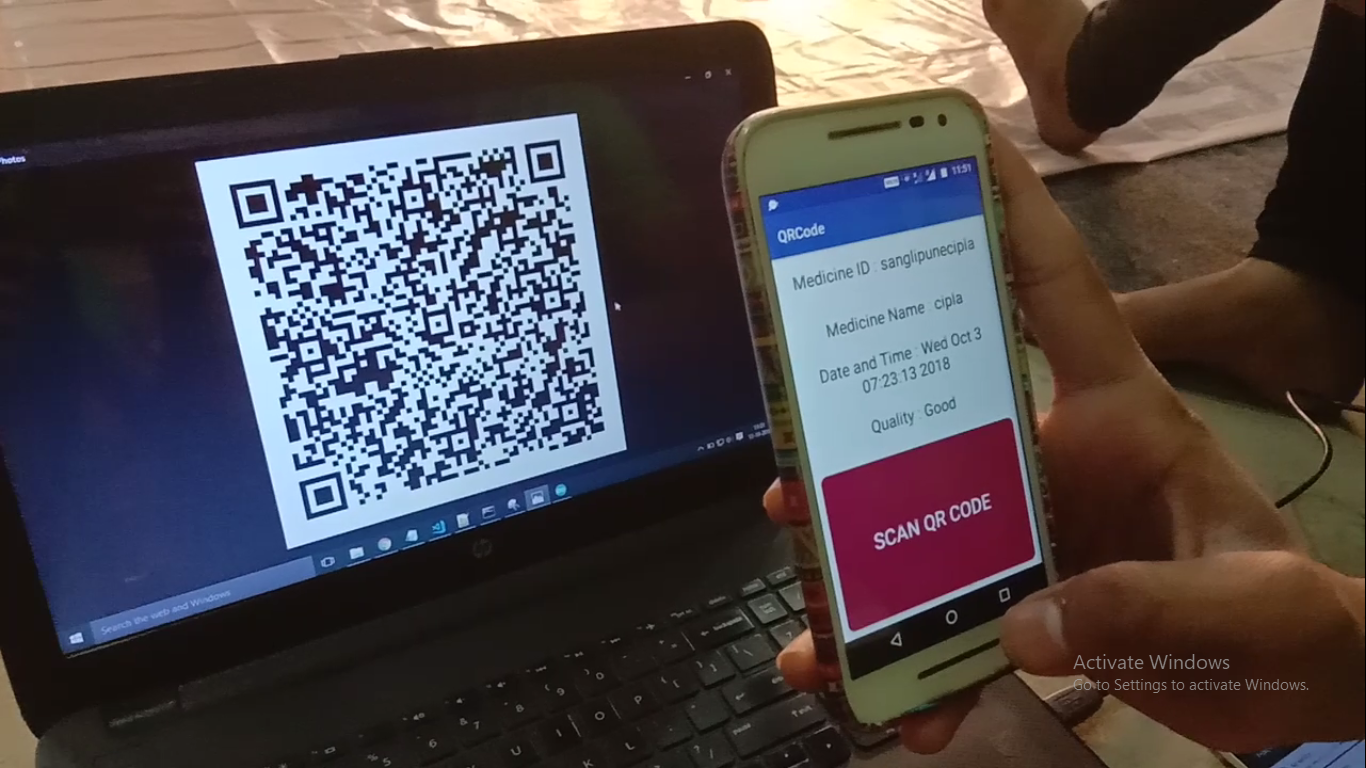 Photos
Search the web and Windows
11:51
QRCode
Medicine ID : sanglipunecipla
Medicine Name : cipla
Date and Time : Wed Oct 3
07:23:13 2018
Quality : Good
SCAN QR CODE
Activate Windows
Go to Settings to activate Windows.